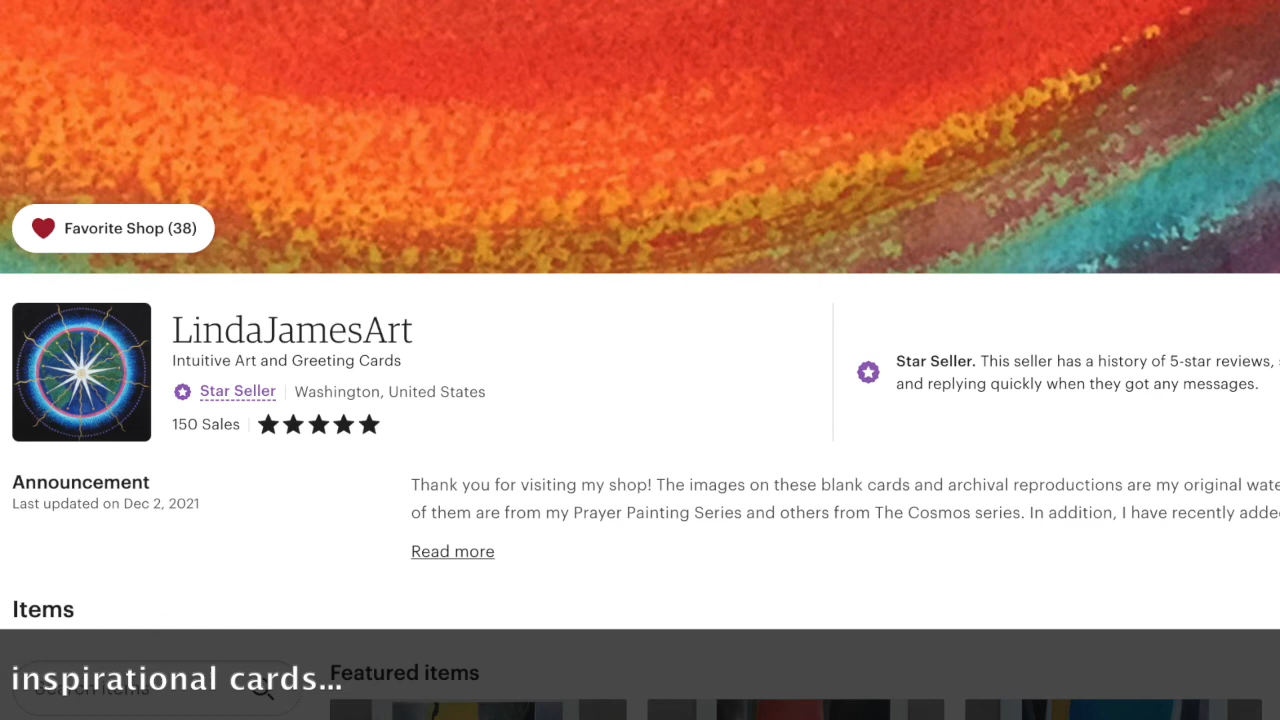 Favorite Shop (38)
LindaJamesArt
Intuitive Art and Greeting Cards
Star Seller
Washington, United States
150 Sales
Star Seller. This seller has a history of 5-star reviews,
and replying quickly when they got any messages.
Announcement
Last updated on Dec 2, 2021
Thank you for visiting my shop! The images on these blank cards and archival reproductions are my original wate
of them are from my Prayer Painting Series and others from The Cosmos series. In addition, I have recently adde
Read more
Items
Featured items
inspirational cards...